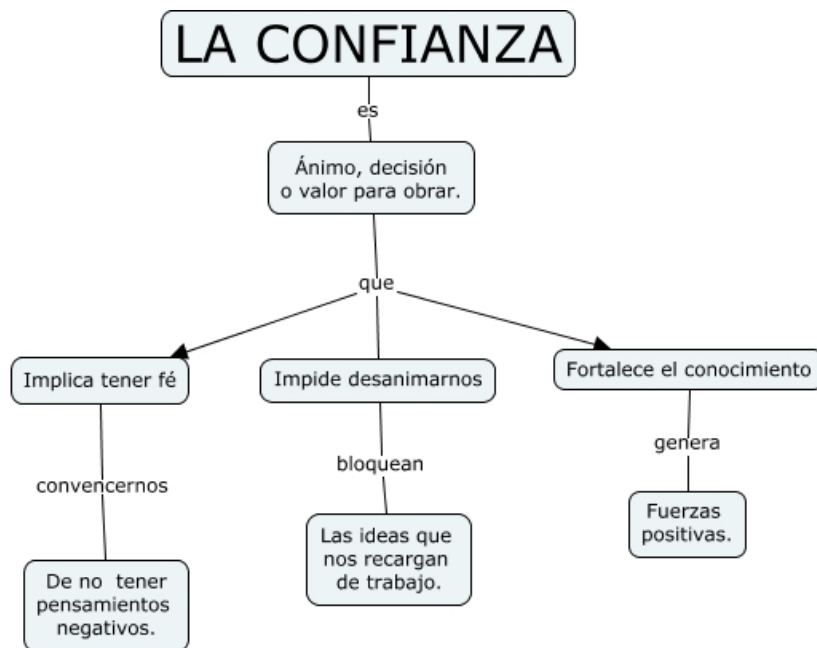 LA CONFIANZA
es
Ánimo, decisión
o valor para obrar.
que
Implica tener fé
Impide desanimarnos
Fortalece el conocimiento
convencernos
bloquean
genera
De no tener
pensamientos
negativos.
Las ideas que
nos recargan
de trabajo.
Fuerzas
positivas.